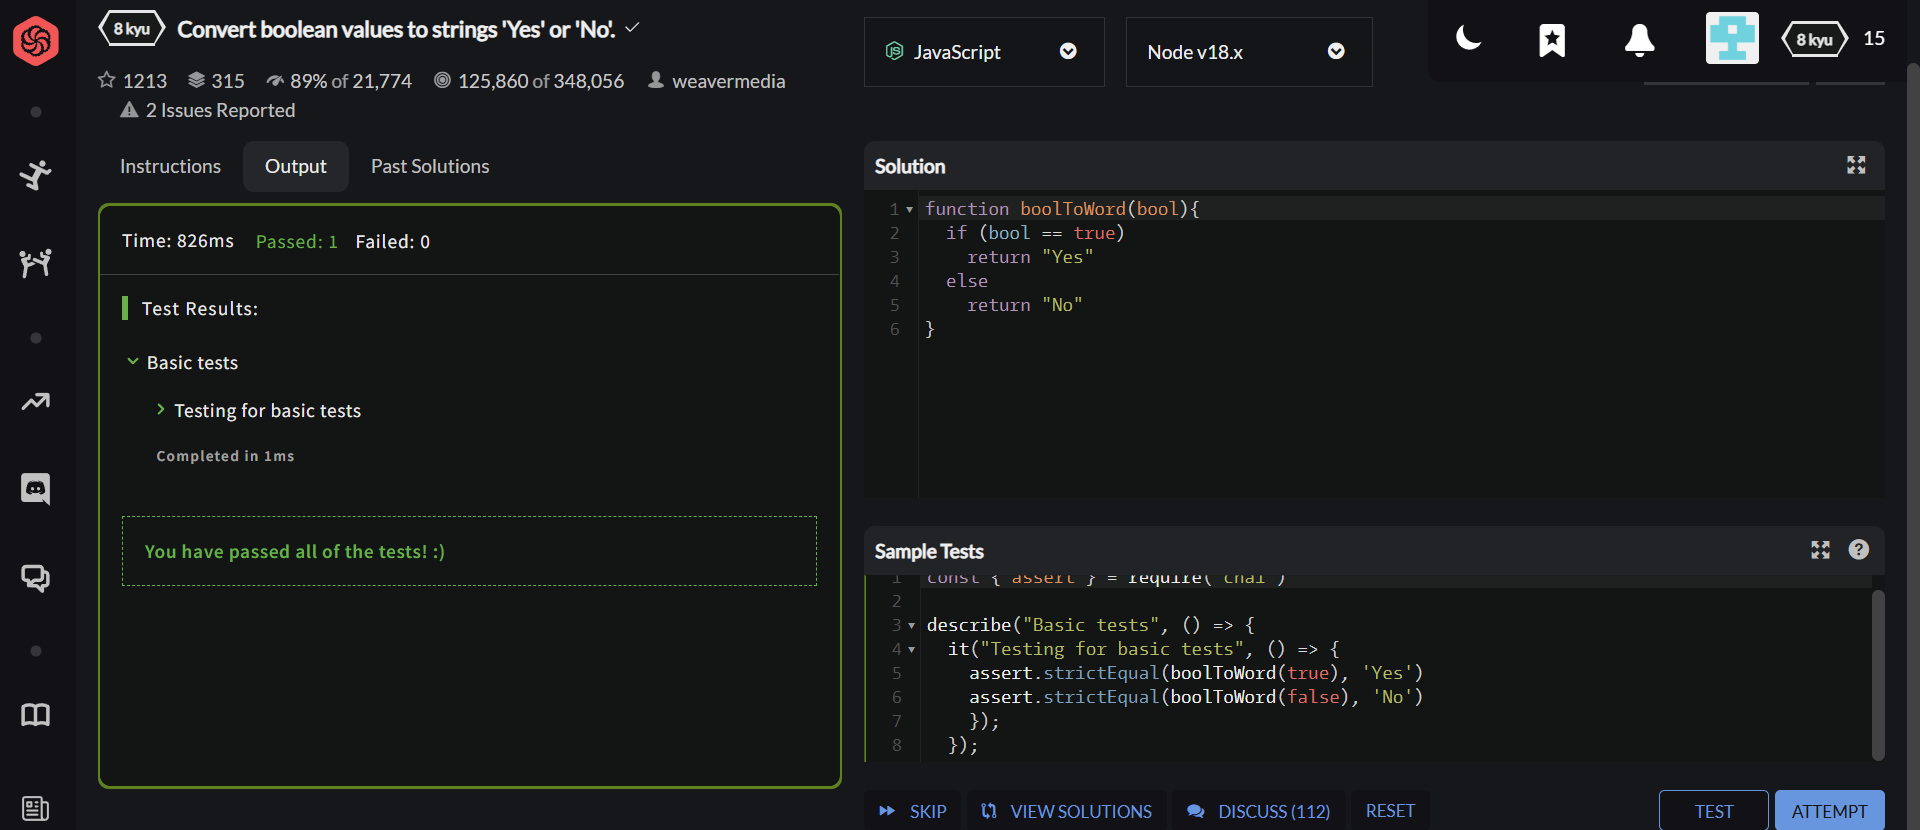 8 kyu
Convert boolean values to strings 'Yes' or 'No'.
1213 315 89% of 21,774 125,860 of 348,056 weavermedia
2 Issues Reported
JavaScript
Node v18.x
8 kyu 15
Instructions Output Past Solutions
Time: 826ms Passed: 1 Failed: 0
Test Results:
Basic tests
Testing for basic tests
Completed in 1ms
You have passed all of the tests! :)
Solution
1 function boolToWord(bool){
2 if (bool == true)
3 return "Yes"
4 else
5 return "No"
6 }
Sample Tests
1 const { assert } = require("chai")
2
3 describe("Basic tests", () => {
4 it("Testing for basic tests", () => {
5 assert.strictEqual(boolToWord(true), 'Yes')
6 assert.strictEqual(boolToWord(false), 'No')
7 });
8 });
SKIP VIEW SOLUTIONS DISCUSS (112) RESET
TEST ATTEMPT